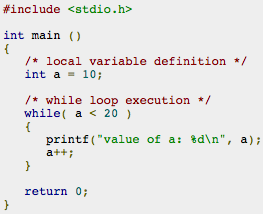 #include <stdio.h>

int main ()
{
   /* local variable definition */
   int a = 10;

   /* while loop execution */
   while( a < 20 )
   {
      printf("value of a: %d\n", a);
      a++;
   }

   return 0;
}